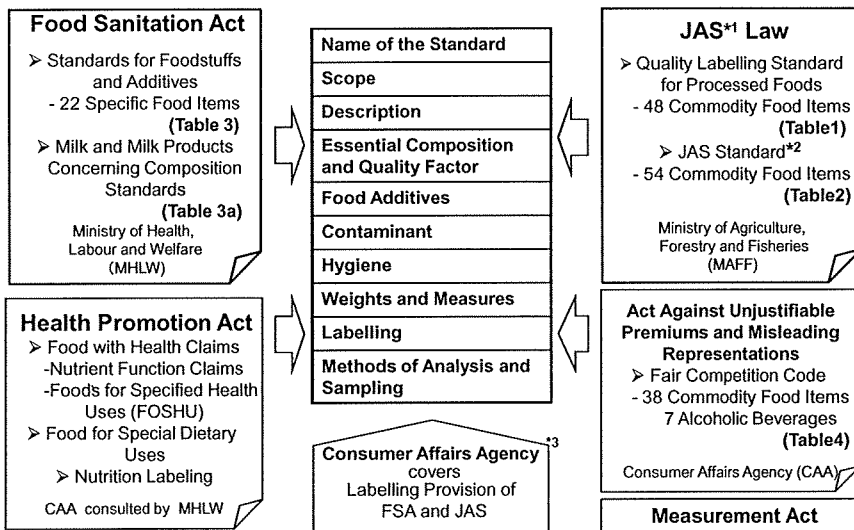 Food Sanitation Act
➢ Standards for Foodstuffs
and Additives
- 22 Specific Food Items
(Table 3)
➢ Milk and Milk Products
Concerning Composition
Standards
(Table 3a)
Ministry of Health,
Labour and Welfare
(MHLW)
Health Promotion Act
➢ Food with Health Claims
-Nutrient Function Claims
-Food's for Specified Health
Uses (FOSHU)
➢ Food for Special Dietary
Uses
➢ Nutrition Labeling
CAA consulted by MHLW
Name of the Standard
Scope
Description
Essential Composition
and Quality Factor
Food Additives
Contaminant
Hygiene
Weights and Measures
Labelling
Methods of Analysis and
Sampling
*3
Consumer Affairs Agency
covers
Labelling Provision of
FSA and JAS
JAS*1 Law
➢ Quality Labelling Standard
for Processed Foods
- 48 Commodity Food Items
(Table1)
➢ JAS Standard*2
- 54 Commodity Food Items
(Table2)
Ministry of Agriculture,
Forestry and Fisheries
(MAFF)
Act Against Unjustifiable
Premiums and Misleading
Representations
➢ Fair Competition Code
- 38 Commodity Food Items
7 Alcoholic Beverages
(Table4)
Consumer Affairs Agency (CAA)
Measurement Act